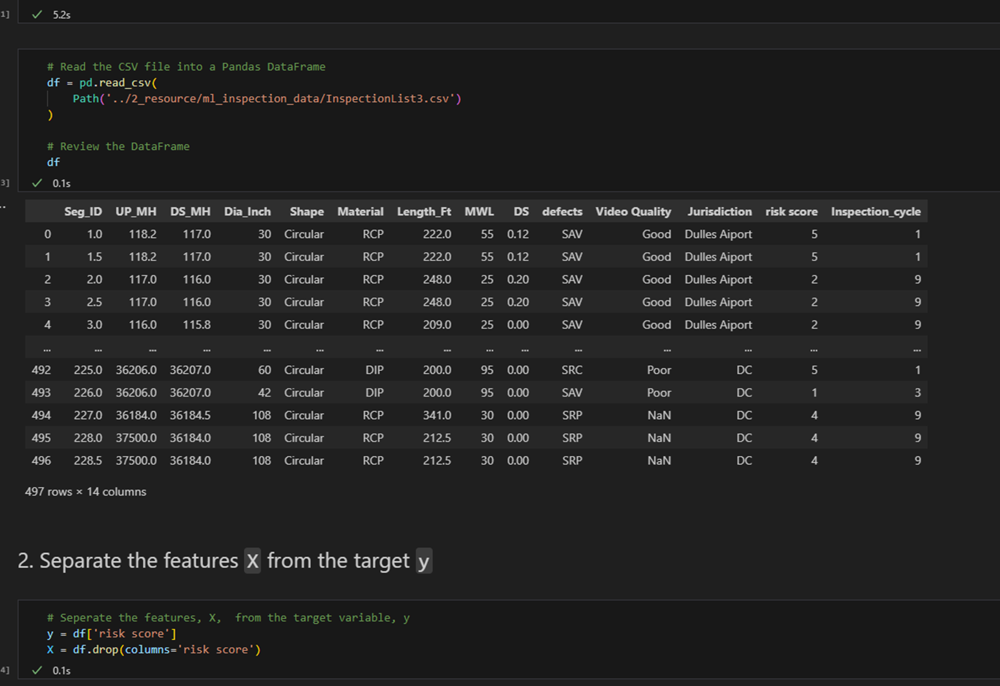 1] ✓ 5.2s
# Read the CSV file into a Pandas DataFrame
df = pd.read_csv(
Path('../2_resource/ml_inspection_data/InspectionList3.csv')
)
# Review the DataFrame
df
3] ✓ 0.1s
Seg_ID UP_MH DS_MH Dia_Inch Shape Material Length_Ft MWL DS defects Video Quality Jurisdiction risk score Inspection_cycle
0 1.0 118.2 117.0 30 Circular RCP 222.0 55 0.12 SAV Good Dulles Aiport 5 1
1 1.5 118.2 117.0 30 Circular RCP 222.0 55 0.12 SAV Good Dulles Aiport 5 1
2 2.0 117.0 116.0 30 Circular RCP 248.0 25 0.20 SAV Good Dulles Aiport 2 9
3 2.5 117.0 116.0 30 Circular RCP 248.0 25 0.20 SAV Good Dulles Aiport 2 9
4 3.0 116.0 115.8 30 Circular RCP 209.0 25 0.00 SAV Good Dulles Aiport 2 9
... ... ... ... ... ... ... ... ... ... ... ... ... ... ...
492 225.0 36206.0 36207.0 60 Circular DIP 200.0 95 0.00 SRC Poor DC 5 1
493 226.0 36206.0 36207.0 42 Circular DIP 200.0 95 0.00 SAV Poor DC 1 3
494 227.0 36184.0 36184.5 108 Circular RCP 341.0 30 0.00 SRP NaN DC 4 9
495 228.0 37500.0 36184.0 108 Circular RCP 212.5 30 0.00 SRP NaN DC 4 9
496 228.5 37500.0 36184.0 108 Circular RCP 212.5 30 0.00 SRP NaN DC 4 9
497 rows × 14 columns
2. Separate the features X from the target y
# Seperate the features, X,  from the target variable, y
y = df['risk score']
X = df.drop(columns='risk score')
4] ✓ 0.1s